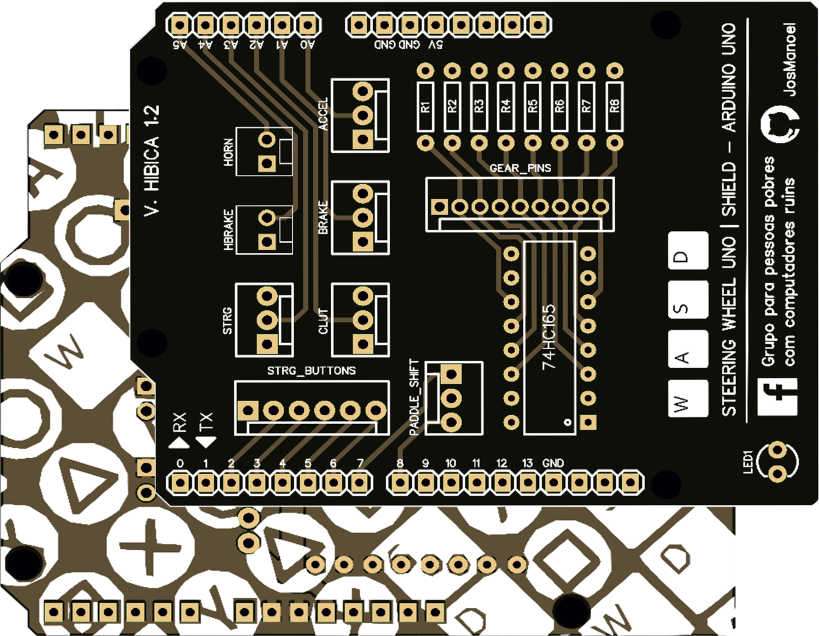 A5 A4 A3 A2 A1 A0
GND GND 5V
V. HIBICA 1.2
HORN
HBRAKE
STRG
ACCEL
BRAKE
CLUT
R1 R2 R3 R4 R5 R6 R7 R8
GEAR_PINS
74HC165
PADDLE_SHIFT
STRG_BUTTONS
RX
TX
0 1 2 3 4 5 6 7 8 9 10 11 12 13 GND
LED1
W A S D
STEERING WHEEL UNO | SHIELD - ARDUINO UNO
f Grupo para pessoas pobres
com computadores ruins
JosManoel
A
W
Y
D
D
W